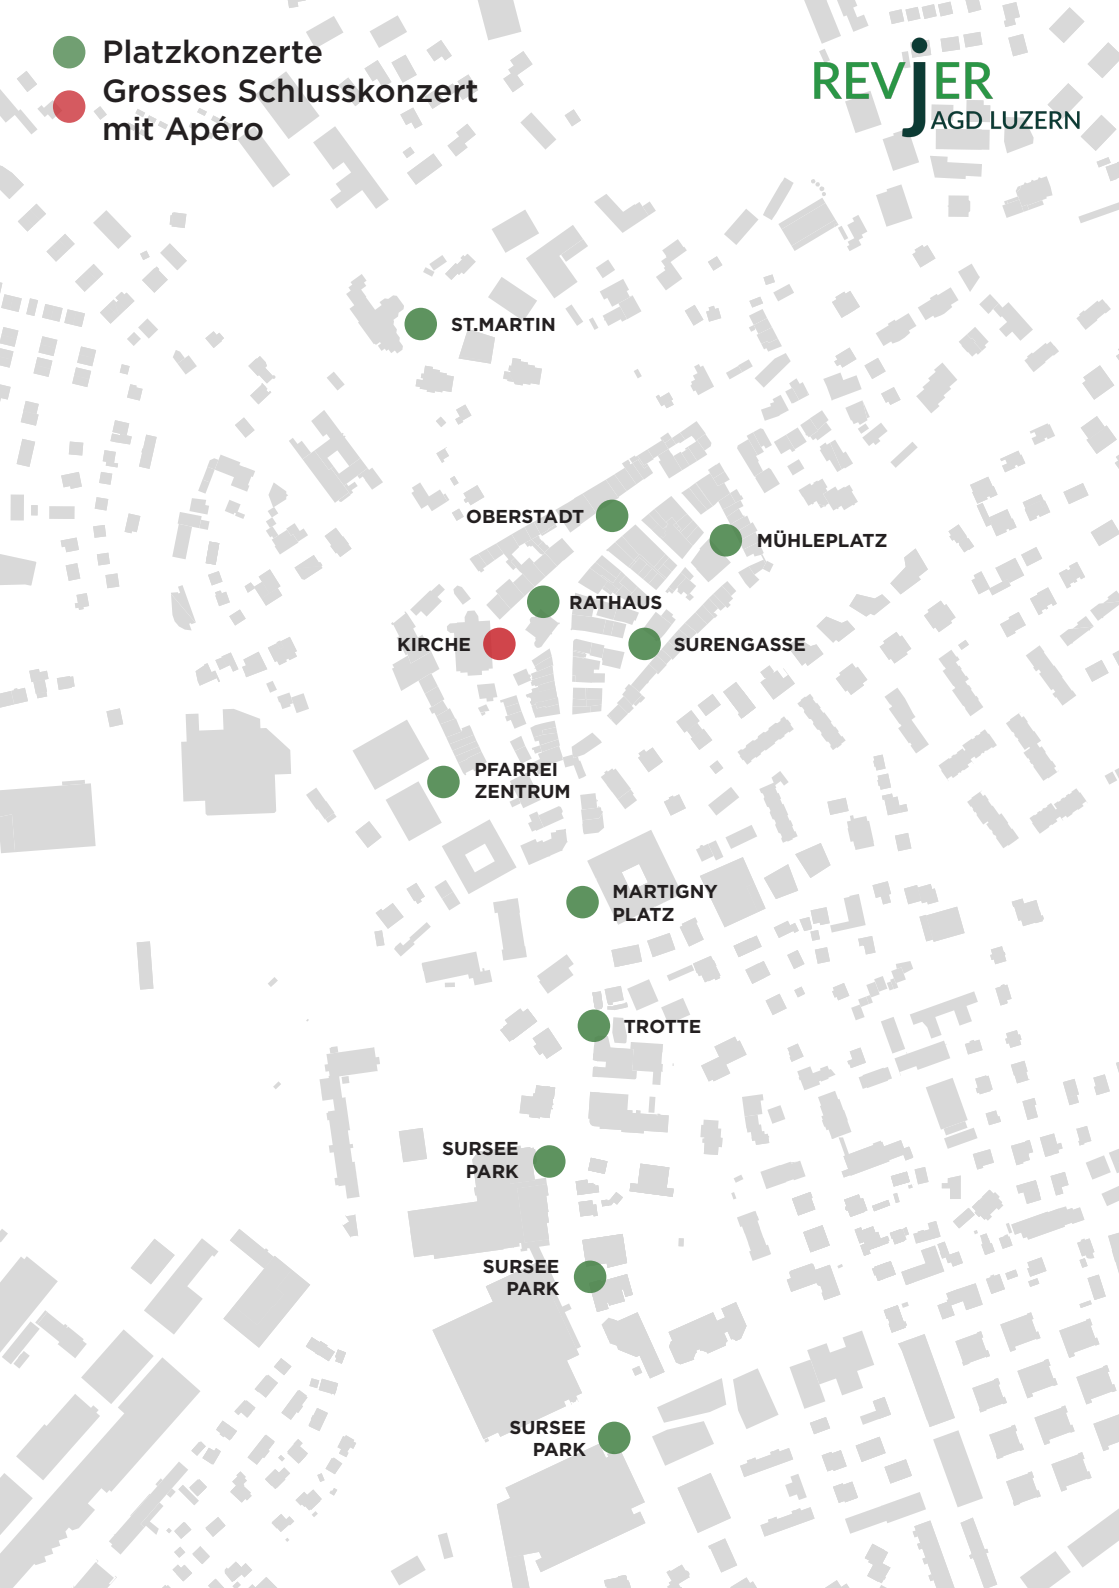 Platzkonzerte
Grosses Schlusskonzert
mit Apéro
REVJER
JAGD LUZERN
ST.MARTIN
OBERSTADT
MÜHLEPLATZ
RATHAUS
KIRCHE
SURENGASSE
PFARREI
ZENTRUM
MARTIGNY
PLATZ
TROTTE
SURSEE
PARK
SURSEE
PARK
SURSEE
PARK